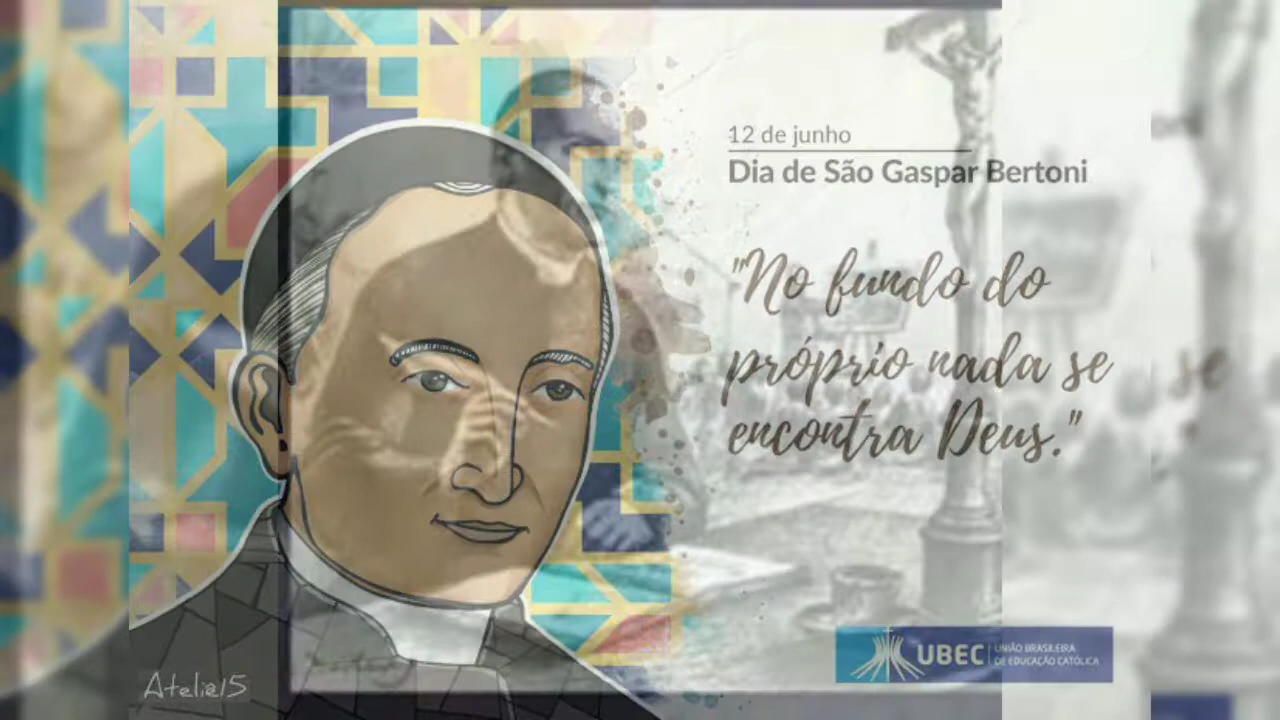 12 de junho
Dia de São Gaspar Bertoni
"No fundo do
próprio nada se
encontra Deus."
se
UBEC
UNIÃO BRASILEIRA
DE EDUCAÇÃO CATÓLICA
Atelie15